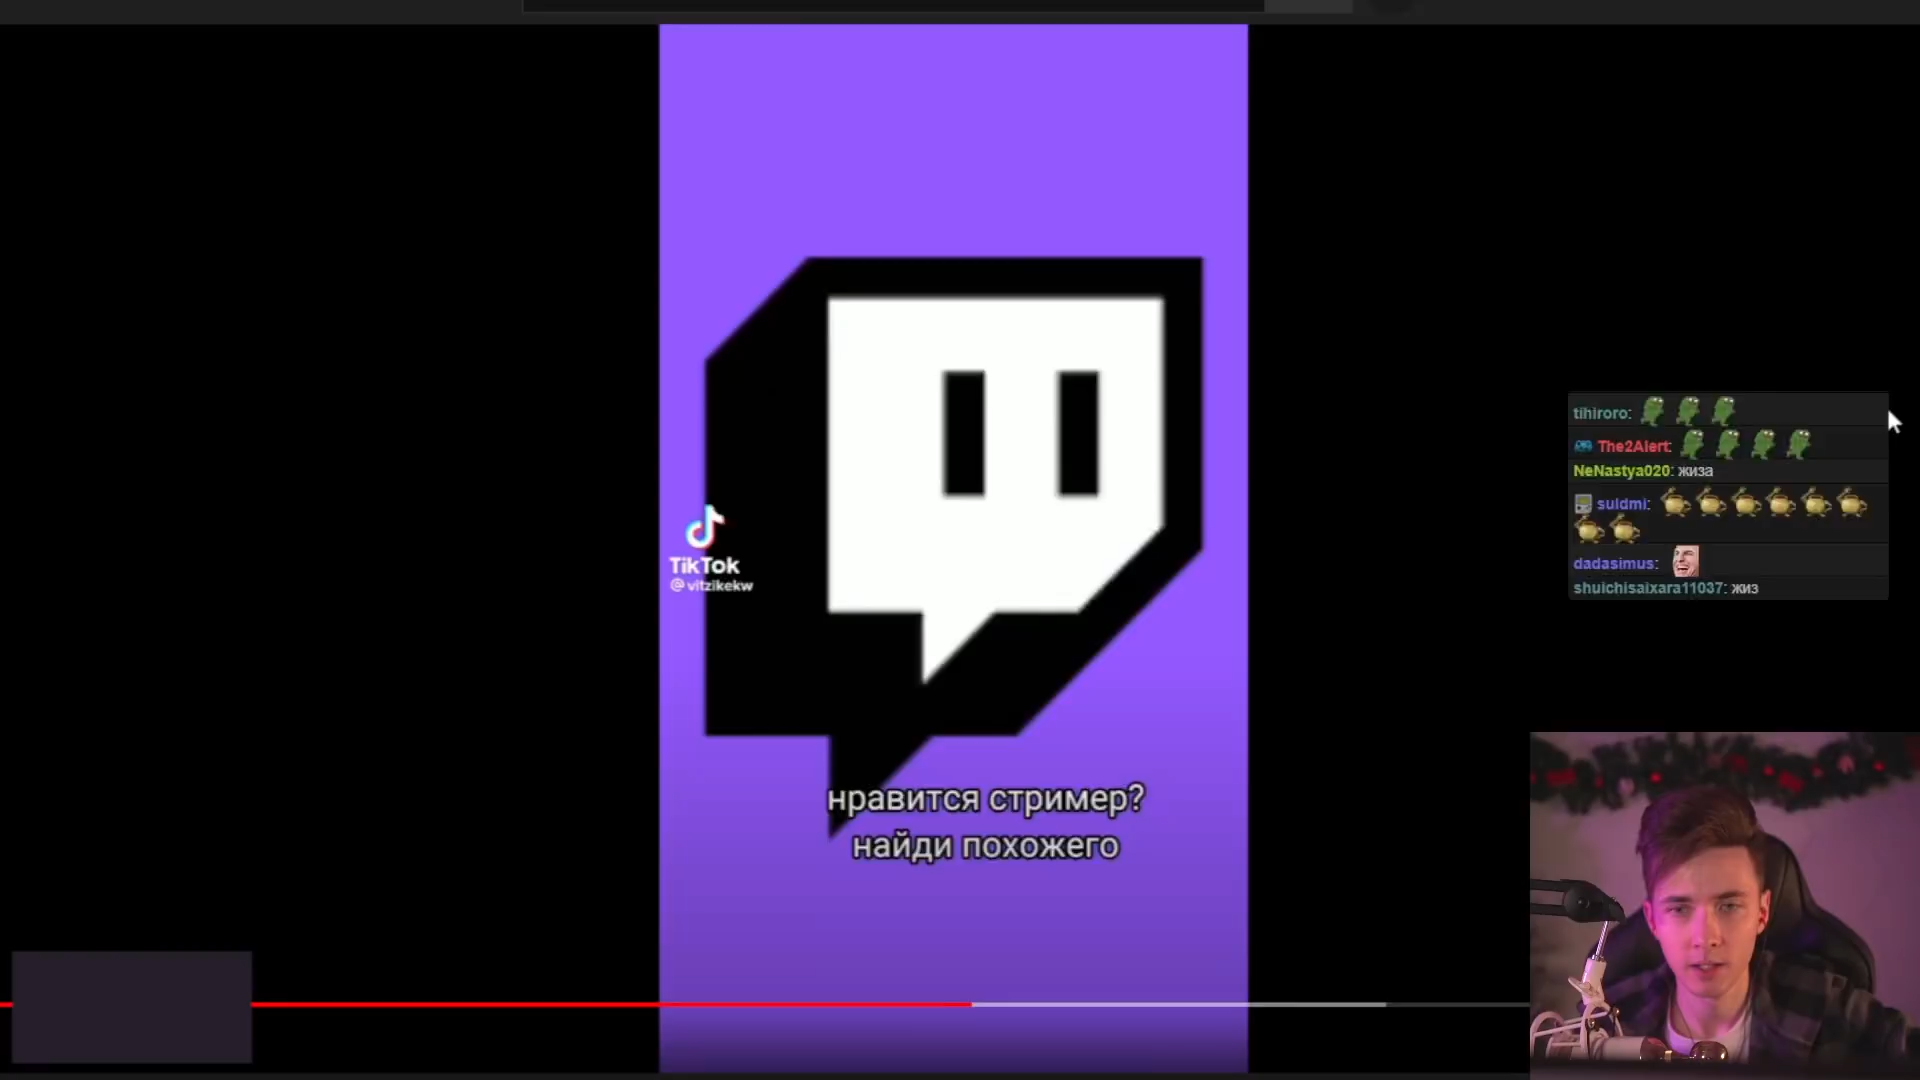 tihiroro:
The2Alert:
NeNastya020: жиза
suldmi:
dadasimus:
shuichisaixara11037: жиз
TikTok
@vitzikekw
нравится стример?
найди похожего